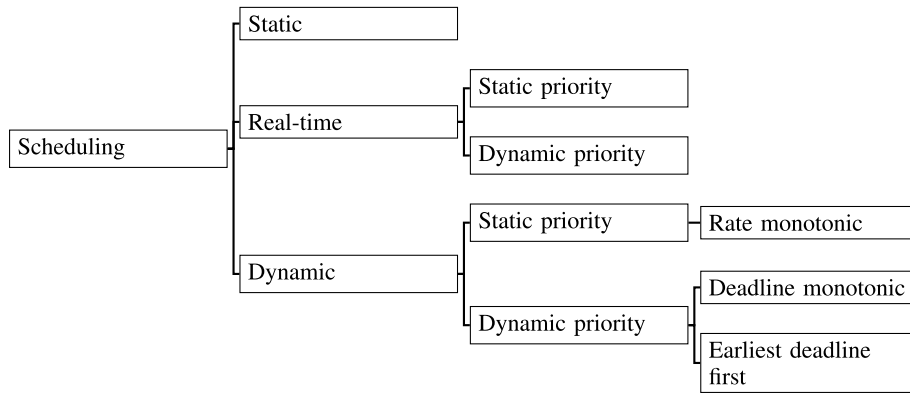 Static
Static priority
Real-time
Scheduling
Dynamic priority
Static priority
Rate monotonic
Dynamic
Deadline monotonic
Dynamic priority
Earliest deadline
first